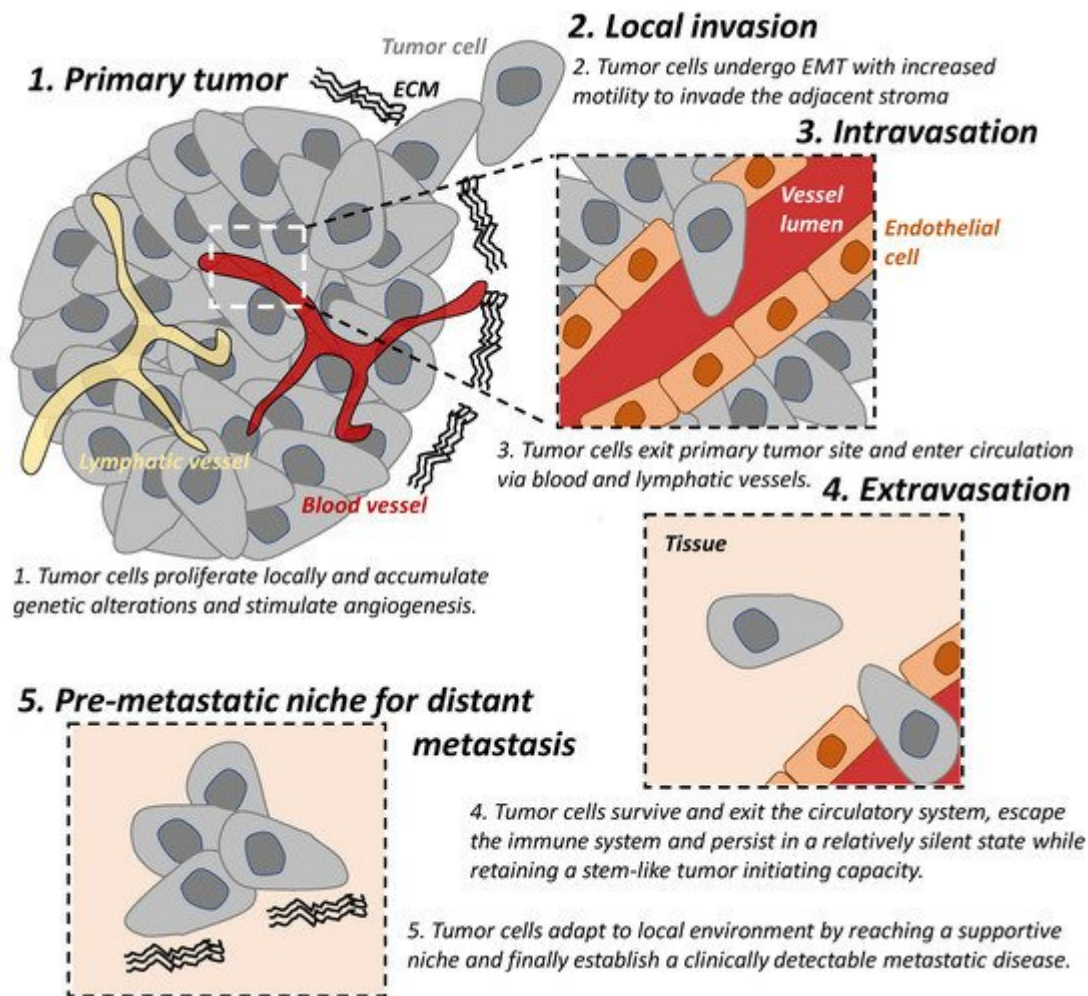 1. Primary tumor
Tumor cell
ECM
Lymphatic vessel
Blood vessel
1. Tumor cells proliferate locally and accumulate
genetic alterations and stimulate angiogenesis.
2. Local invasion
2. Tumor cells undergo EMT with increased
motility to invade the adjacent stroma
3. Intravasation
Vessel
lumen
Endothelial
cell
3. Tumor cells exit primary tumor site and enter circulation
via blood and lymphatic vessels.
4. Extravasation
Tissue
4. Tumor cells survive and exit the circulatory system, escape
the immune system and persist in a relatively silent state while
retaining a stem-like tumor initiating capacity.
5. Pre-metastatic niche for distant
metastasis
5. Tumor cells adapt to local environment by reaching a supportive
niche and finally establish a clinically detectable metastatic disease.